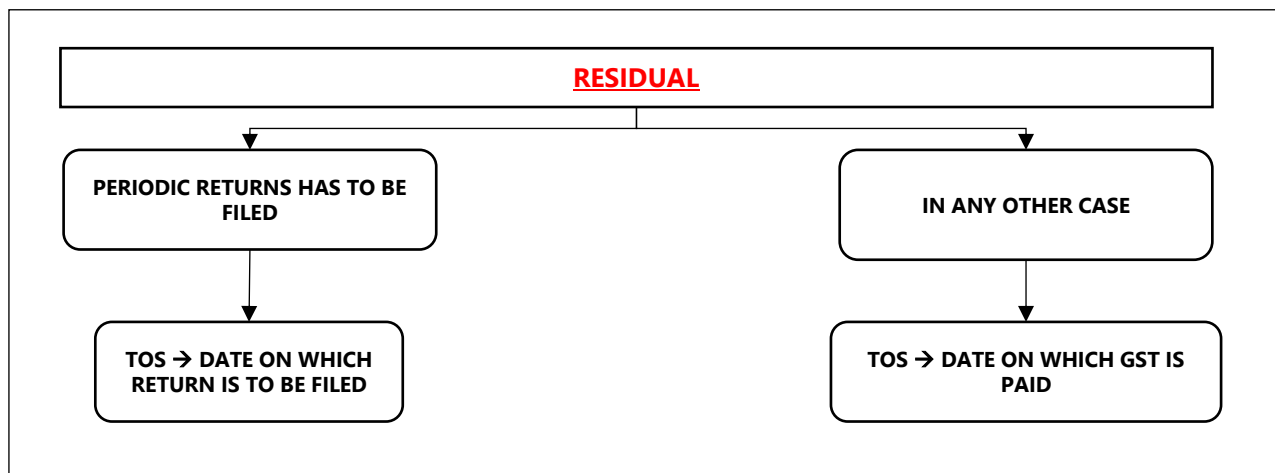 RESIDUAL
PERIODIC RETURNS HAS TO BE
FILED
IN ANY OTHER CASE
TOS → DATE ON WHICH
RETURN IS TO BE FILED
TOS → DATE ON WHICH GST IS
PAID